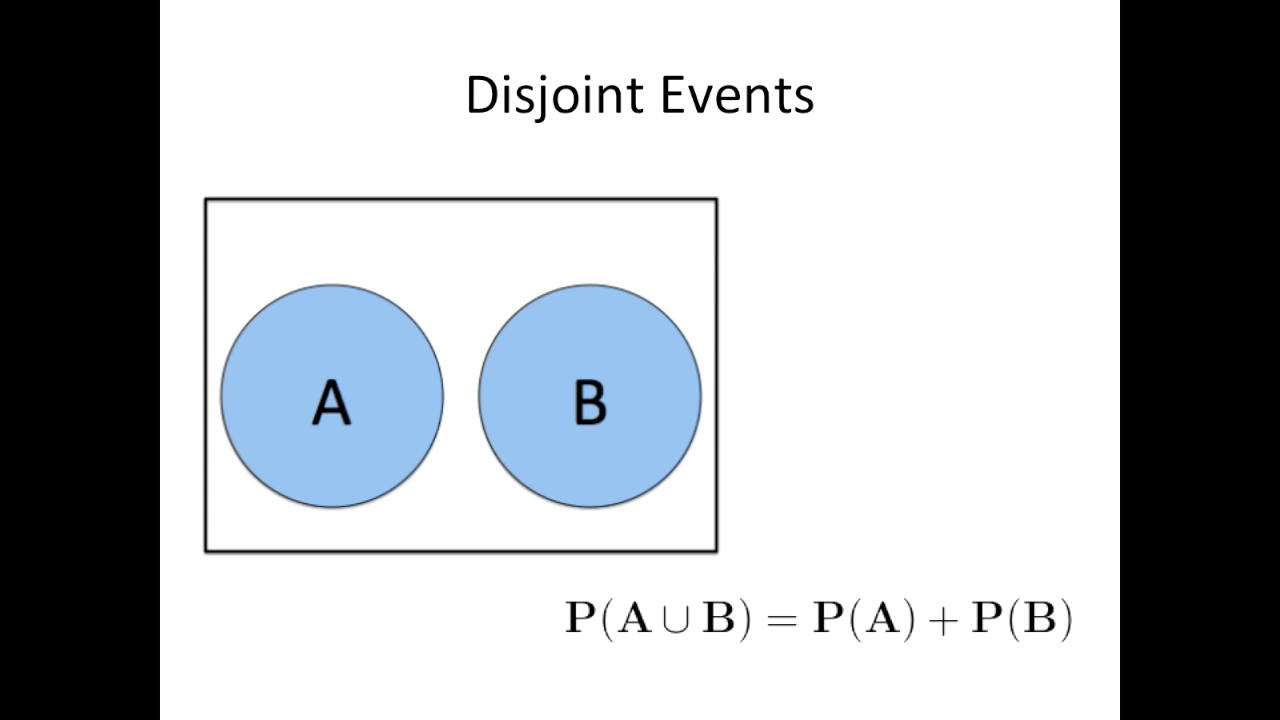 Disjoint Events
A
B
P(A ∪ B) = P(A) + P(B)